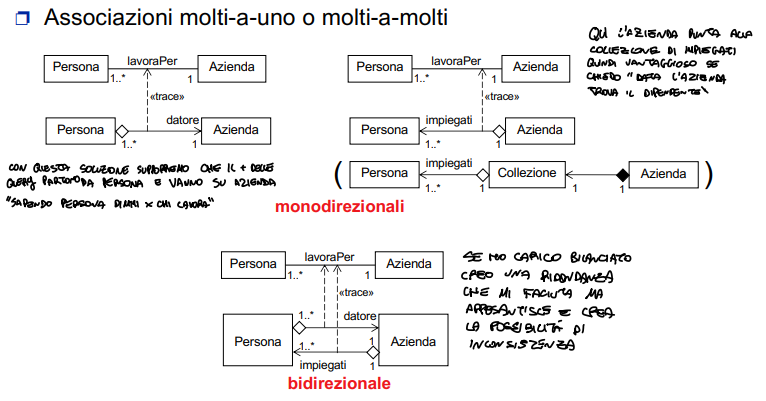 Associazioni molti-a-uno o molti-a-molti
Persona
lavoraPer
Azienda
1..*
1
«trace»
Persona
datore
Azienda
1..*
1
CON QUESTA SOLUZIONE SUPPORREMO CHE IL + DELLE
QUERY PARTONO DA PERSONA E VANNO SU AZIENDA
"SAPENDO PERSONA DIMMI X CHI LAVORA"
Persona
lavoraPer
Azienda
1..*
1
«trace»
Persona
impiegati
Azienda
1..*
1
QUI L'AZIENDA PUNTA ALLA
COLLEZIONE DI IMPIEGATI
QUINDI VANTAGGIOSO SE
CHIEDO "DATA L'AZIENDA
TROVA IL DIPENDENTE"
(
Persona
impiegati
Collezione
Azienda
)
1..*
1
1
1
monodirezionali
Persona
lavoraPer
Azienda
1..*
1
«trace»
1..*
datore
Persona
1
Azienda
1..*
1
impiegati
bidirezionale
SE HO CARICO BILANCIATO
CREO UNA RIDONDANZA
CHE MI FACILITA MA
APPESANTISCE E CREA
LA POSSIBILITÀ DI
INCONSISTENZA